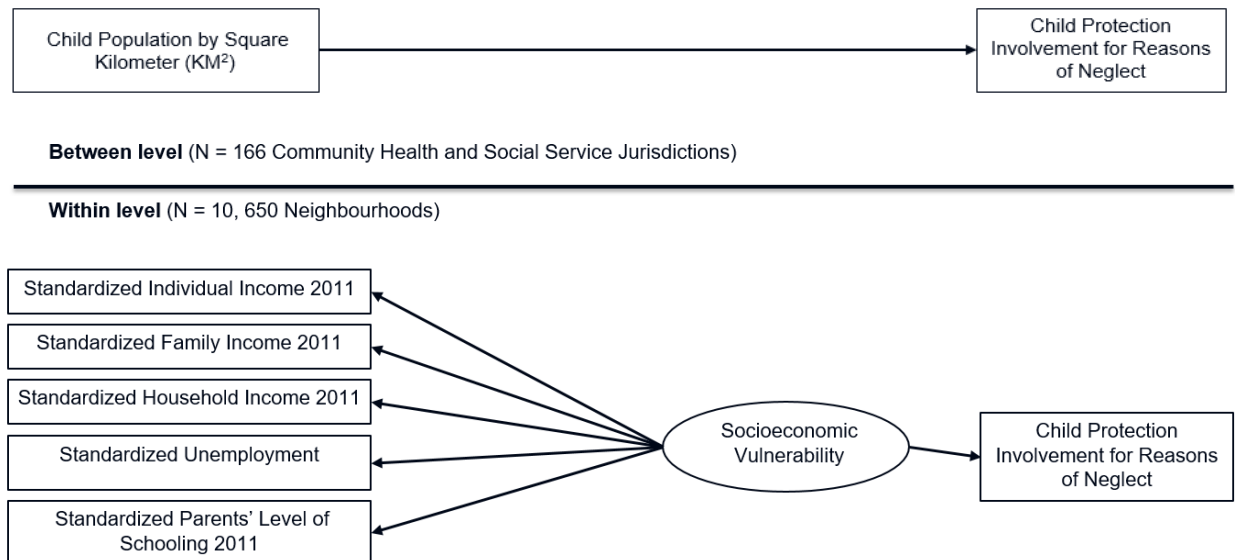 Child Population by Square
Kilometer (KM²)
Child Protection
Involvement for Reasons
of Neglect
Between level (N = 166 Community Health and Social Service Jurisdictions)
Within level (N = 10, 650 Neighbourhoods)
Standardized Individual Income 2011
Standardized Family Income 2011
Standardized Household Income 2011
Standardized Unemployment
Standardized Parents’ Level of
Schooling 2011
Socioeconomic
Vulnerability
Child Protection
Involvement for Reasons
of Neglect